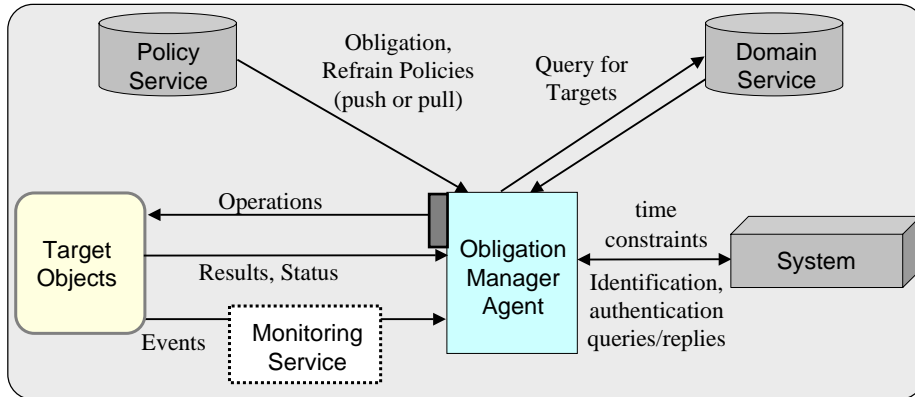 Policy
Service
Obligation,
Refrain Policies
(push or pull)
Query for
Targets
Domain
Service
Operations
Target
Objects
Results, Status
Events
Monitoring
Service
Obligation
Manager
Agent
time
constraints
System
Identification,
authentication
queries/replies